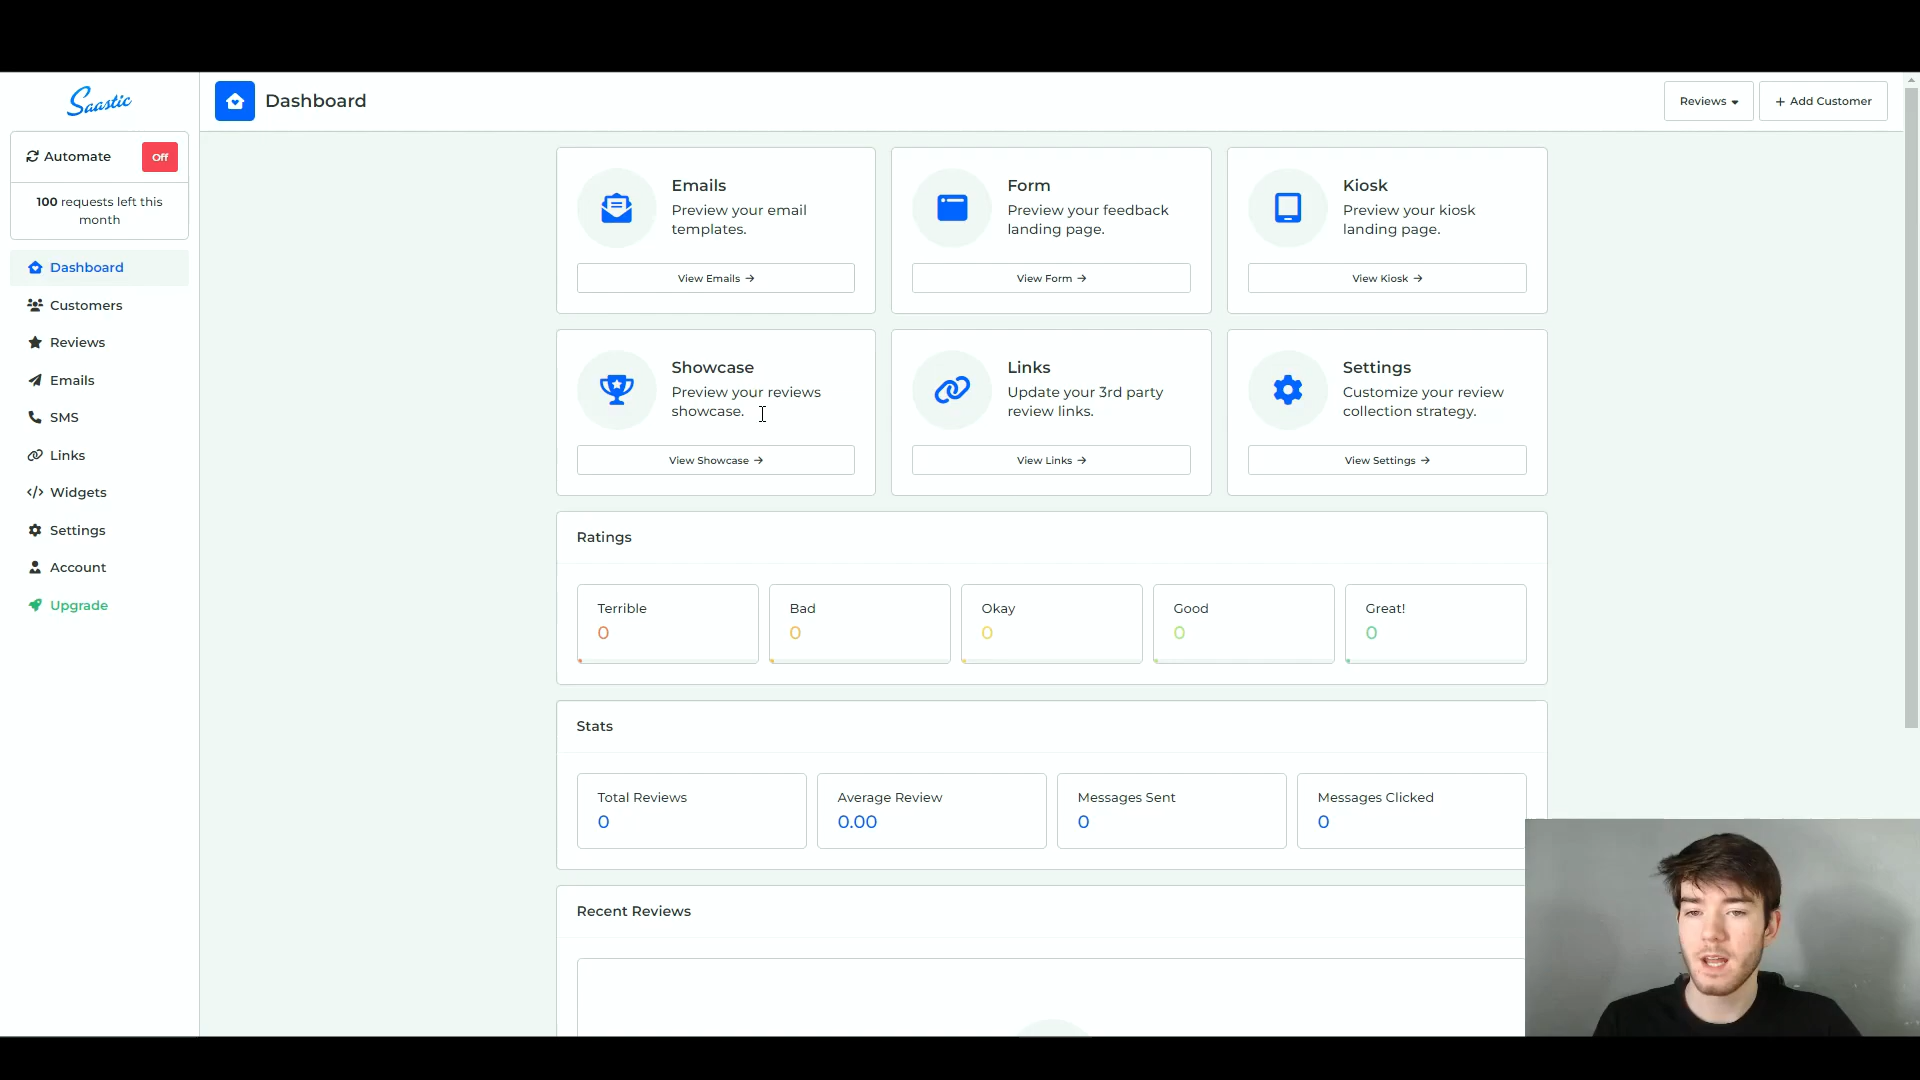 Saastic
Dashboard
Reviews
+ Add Customer
Automate
Off
100 requests left this
month
Dashboard
Customers
Reviews
Emails
SMS
Links
Widgets
Settings
Account
Upgrade
Emails
Preview your email
templates.
View Emails →
Form
Preview your feedback
landing page.
View Form →
Kiosk
Preview your kiosk
landing page.
View Kiosk →
Showcase
Preview your reviews
showcase.
View Showcase →
Links
Update your 3rd party
review links.
View Links →
Settings
Customize your review
collection strategy.
View Settings →
Ratings
Terrible
0
Bad
0
Okay
0
Good
0
Great!
0
Stats
Total Reviews
0
Average Review
0.00
Messages Sent
0
Messages Clicked
0
Recent Reviews